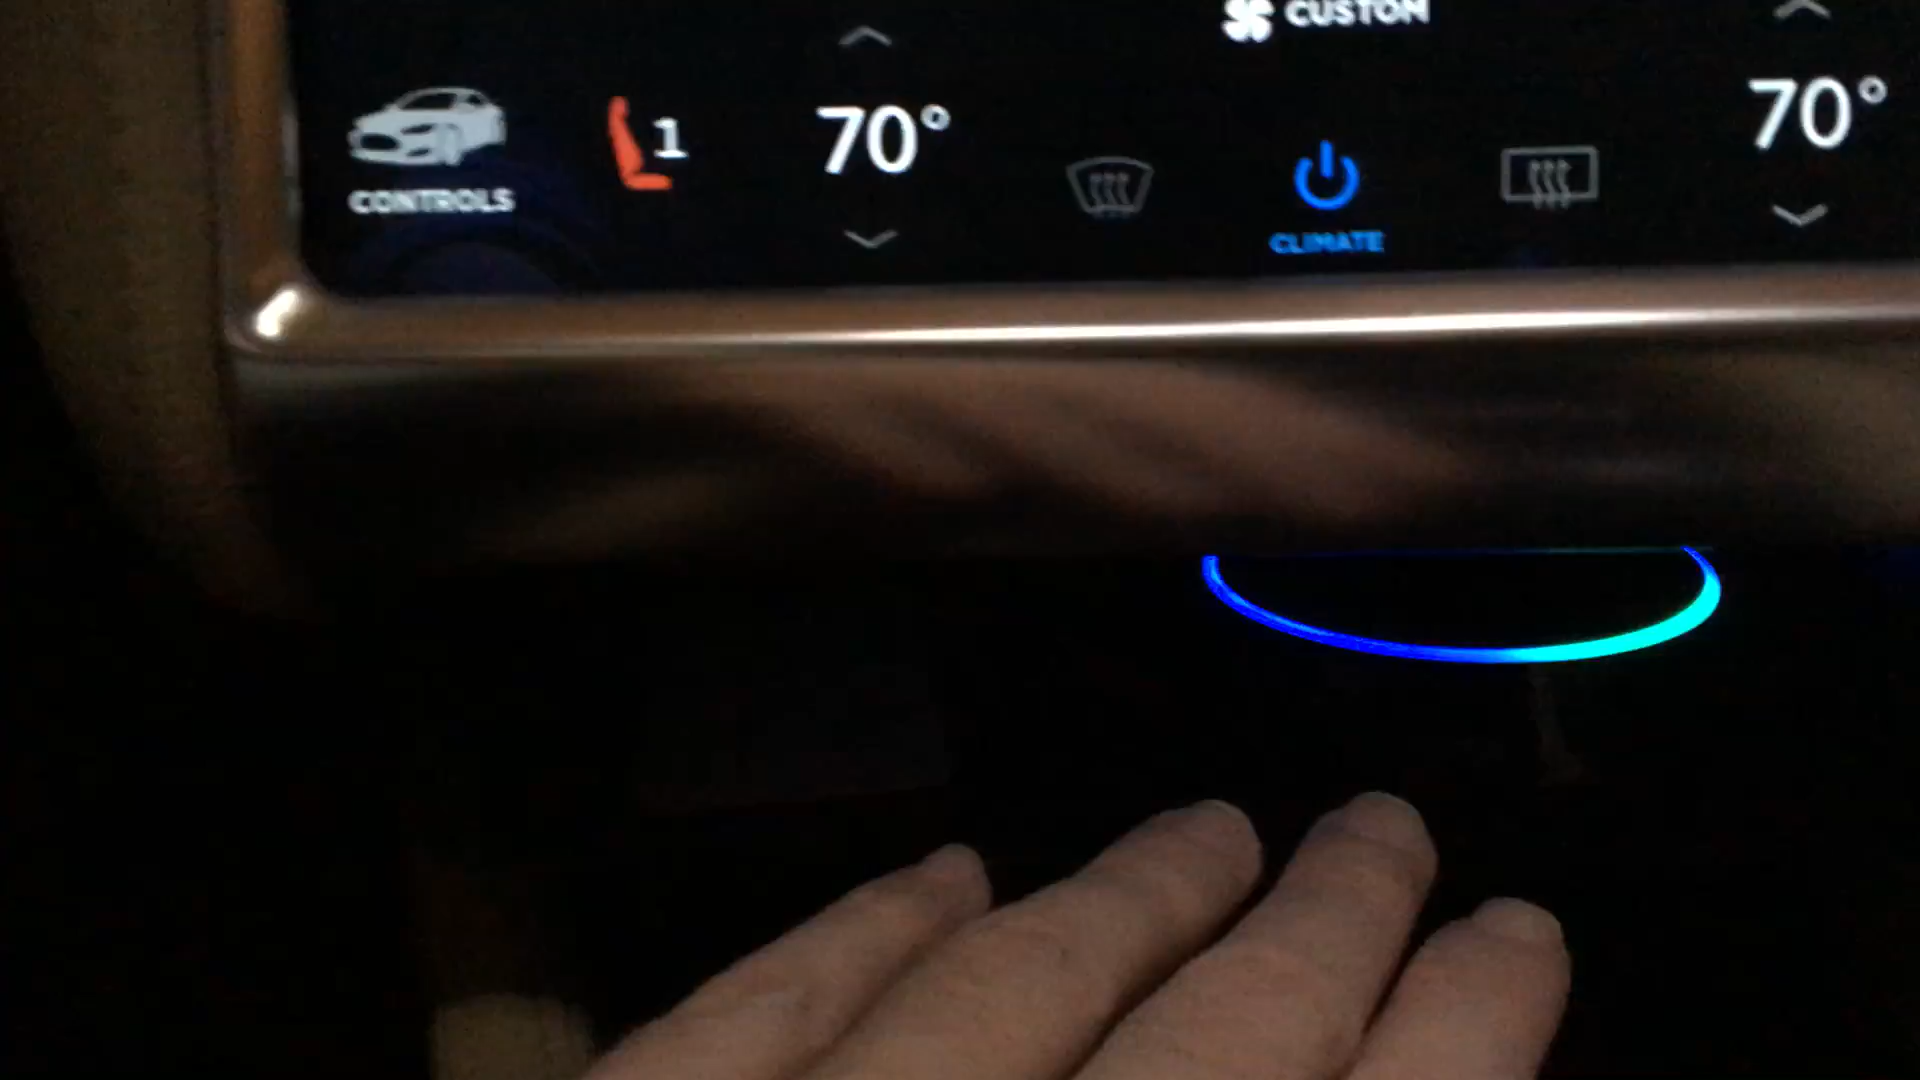 CUSTOM
1
70°
70°
CONTROLS
CLIMATE